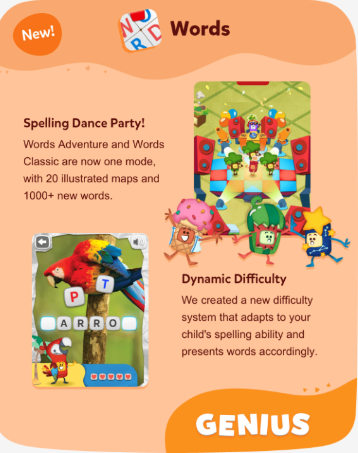 New!
Words
Spelling Dance Party!
Words Adventure and Words
Classic are now one mode,
with 20 illustrated maps and
1000+ new words.
P T
A R R O
Dynamic Difficulty
We created a new difficulty
system that adapts to your
child's spelling ability and
presents words accordingly.
GENIUS